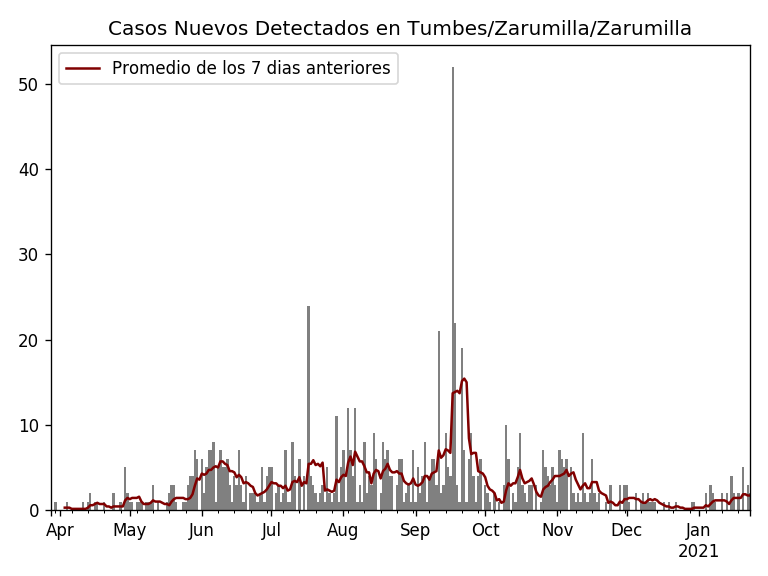 Casos Nuevos Detectados en Tumbes/Zarumilla/Zarumilla
Promedio de los 7 dias anteriores
50
40
30
20
10
0
Apr May Jun Jul Aug Sep Oct Nov Dec Jan
2021